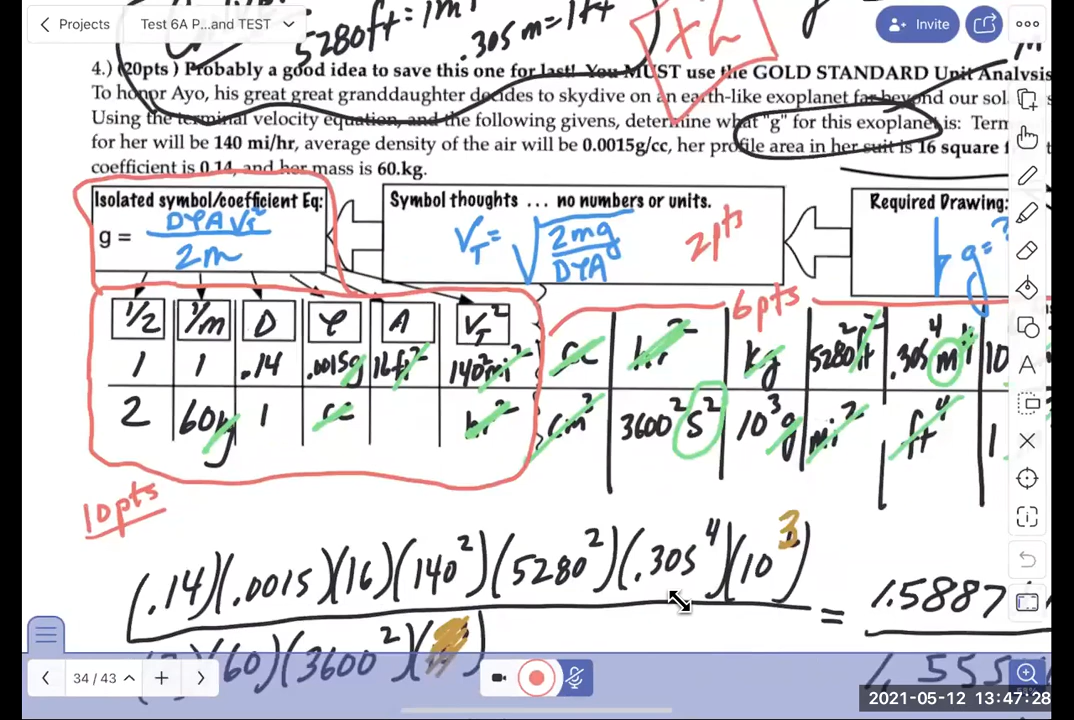 Projects
Test 6A P...and TEST
Invite
5280ft = 1mi
.305m = 1ft
4.) (20pts ) Probably a good idea to save this one for last! You MUST use the GOLD STANDARD Unit Analysis
To honor Ayo, his great great granddaughter decides to skydive on an earth-like exoplanet far beyond our sol
Using the terminal velocity equation, and the following givens, determine what "g" for this exoplanet is: Term
for her will be 140 mi/hr, average density of the air will be 0.0015g/cc, her profile area in her suit is 16 square f
coefficient is 0.14, and her mass is 60.kg.
Isolated symbol/coefficient Eq:
g = DρAV_T² / 2m
Symbol thoughts ... no numbers or units.
V_T = √(2mg / DρA)
2pts
Required Drawing:
g = ?
6pts
1/2 1/m D ρ A V_T²
1 1 .14 .0015g 16ft² 140²mi² cc hr² kg 5280²ft² .305⁴m⁴ 10
2 60kg 1 cc hr² cm³ 3600²s² 10³g mi² ft⁴ 1
10pts
(.14)(.0015)(16)(140²)(5280²)(.305⁴)(10³) = 1.5887
(60)(3600²) 1.555
34 / 43
2021-05-12 13:47:28